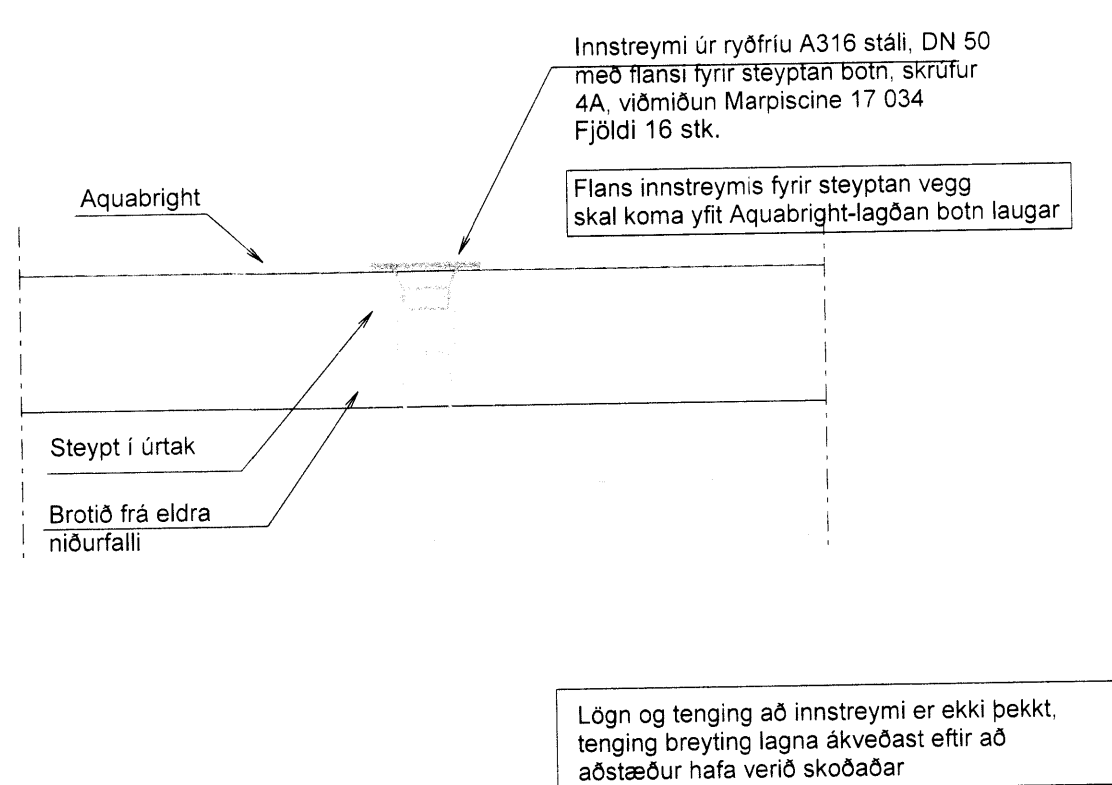 Innstreymi úr ryðfríu A316 stáli, DN 50
með flansi fyrir steyptan botn, skrúfur
4A, viðmiðun Marpiscine 17 034
Fjöldi 16 stk.
Flans innstreymis fyrir steyptan vegg
skal koma yfit Aquabright-lagðan botn laugar
Aquabright
Steypt í úrtak
Brotið frá eldra
niðurfalli
Lögn og tenging að innstreymi er ekki þekkt,
tenging breyting lagna ákveðast eftir að
aðstæður hafa verið skoðaðar